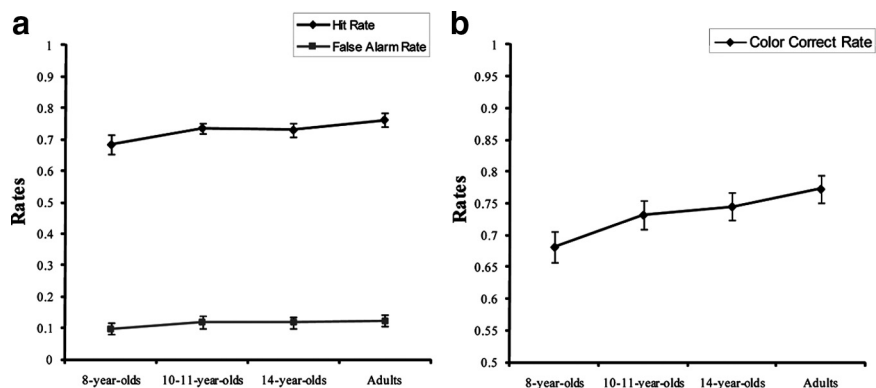 a
Hit Rate
False Alarm Rate
1
0.9
0.8
0.7
0.6
0.5
0.4
0.3
0.2
0.1
0
Rates
8-year-olds 10-11-year-olds 14-year-olds Adults
b
Color Correct Rate
1
0.95
0.9
0.85
0.8
0.75
0.7
0.65
0.6
0.55
0.5
Rates
8-year-olds 10-11-year-olds 14-year-olds Adults